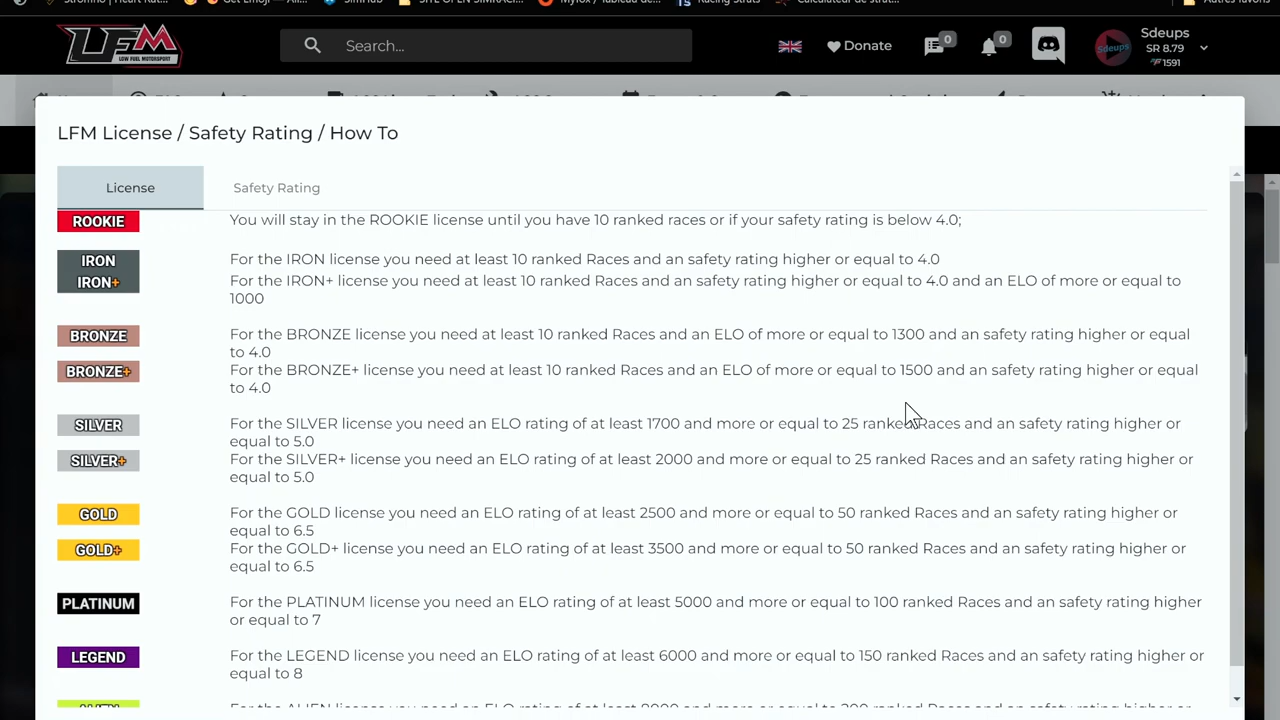 SimHub
Racing Strats
Autres favoris
LFM
LOW FUEL MOTORSPORT
Search...
Donate
0
0
Sdeups
Sdeups
SR 8.79
1591
LFM License / Safety Rating / How To
License
Safety Rating
ROOKIE
You will stay in the ROOKIE license until you have 10 ranked races or if your safety rating is below 4.0;
IRON
For the IRON license you need at least 10 ranked Races and an safety rating higher or equal to 4.0
IRON+
For the IRON+ license you need at least 10 ranked Races and an safety rating higher or equal to 4.0 and an ELO of more or equal to
1000
BRONZE
For the BRONZE license you need at least 10 ranked Races and an ELO of more or equal to 1300 and an safety rating higher or equal
to 4.0
BRONZE+
For the BRONZE+ license you need at least 10 ranked Races and an ELO of more or equal to 1500 and an safety rating higher or equal
to 4.0
SILVER
For the SILVER license you need an ELO rating of at least 1700 and more or equal to 25 ranked Races and an safety rating higher or
equal to 5.0
SILVER+
For the SILVER+ license you need an ELO rating of at least 2000 and more or equal to 25 ranked Races and an safety rating higher or
equal to 5.0
GOLD
For the GOLD license you need an ELO rating of at least 2500 and more or equal to 50 ranked Races and an safety rating higher or
equal to 6.5
GOLD+
For the GOLD+ license you need an ELO rating of at least 3500 and more or equal to 50 ranked Races and an safety rating higher or
equal to 6.5
PLATINUM
For the PLATINUM license you need an ELO rating of at least 5000 and more or equal to 100 ranked Races and an safety rating higher
or equal to 7
LEGEND
For the LEGEND license you need an ELO rating of at least 6000 and more or equal to 150 ranked Races and an safety rating higher or
equal to 8